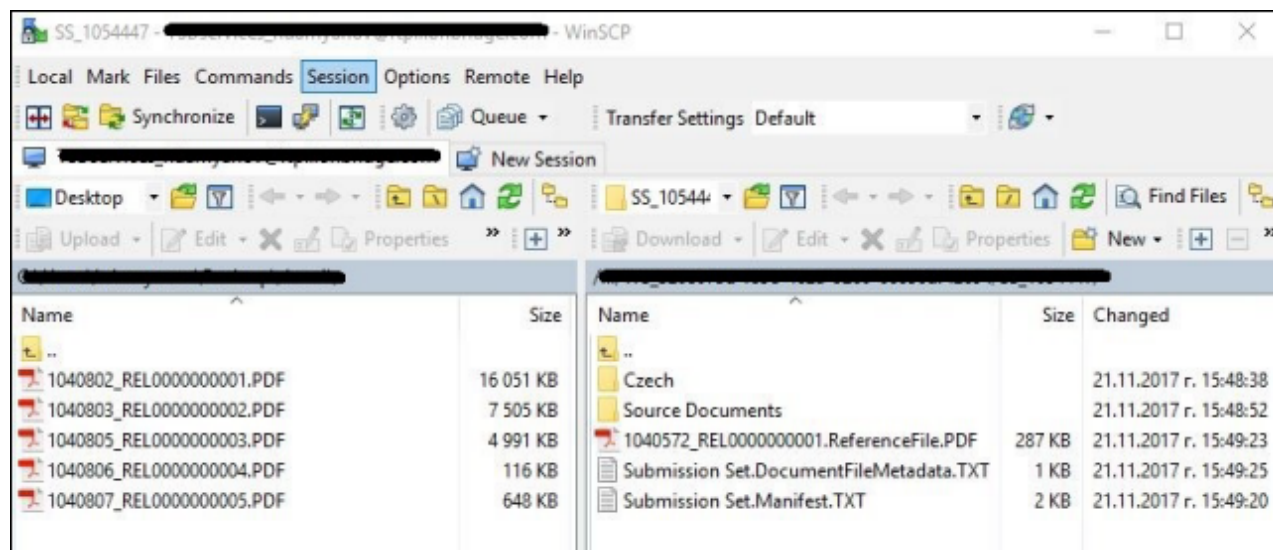 SS_1054447 - WinSCP
Local Mark Files Commands Session Options Remote Help
Synchronize Queue Transfer Settings Default
New Session
Desktop SS_10544 Find Files
Upload Edit Properties » » Download Edit Properties New »
Name Size Name Size Changed
.. ..
1040802_REL0000000001.PDF 16 051 KB Czech 21.11.2017 г. 15:48:38
1040803_REL0000000002.PDF 7 505 KB Source Documents 21.11.2017 г. 15:48:52
1040805_REL0000000003.PDF 4 991 KB 1040572_REL0000000001.ReferenceFile.PDF 287 KB 21.11.2017 г. 15:49:23
1040806_REL0000000004.PDF 116 KB Submission Set.DocumentFileMetadata.TXT 1 KB 21.11.2017 г. 15:49:25
1040807_REL0000000005.PDF 648 KB Submission Set.Manifest.TXT 2 KB 21.11.2017 г. 15:49:20